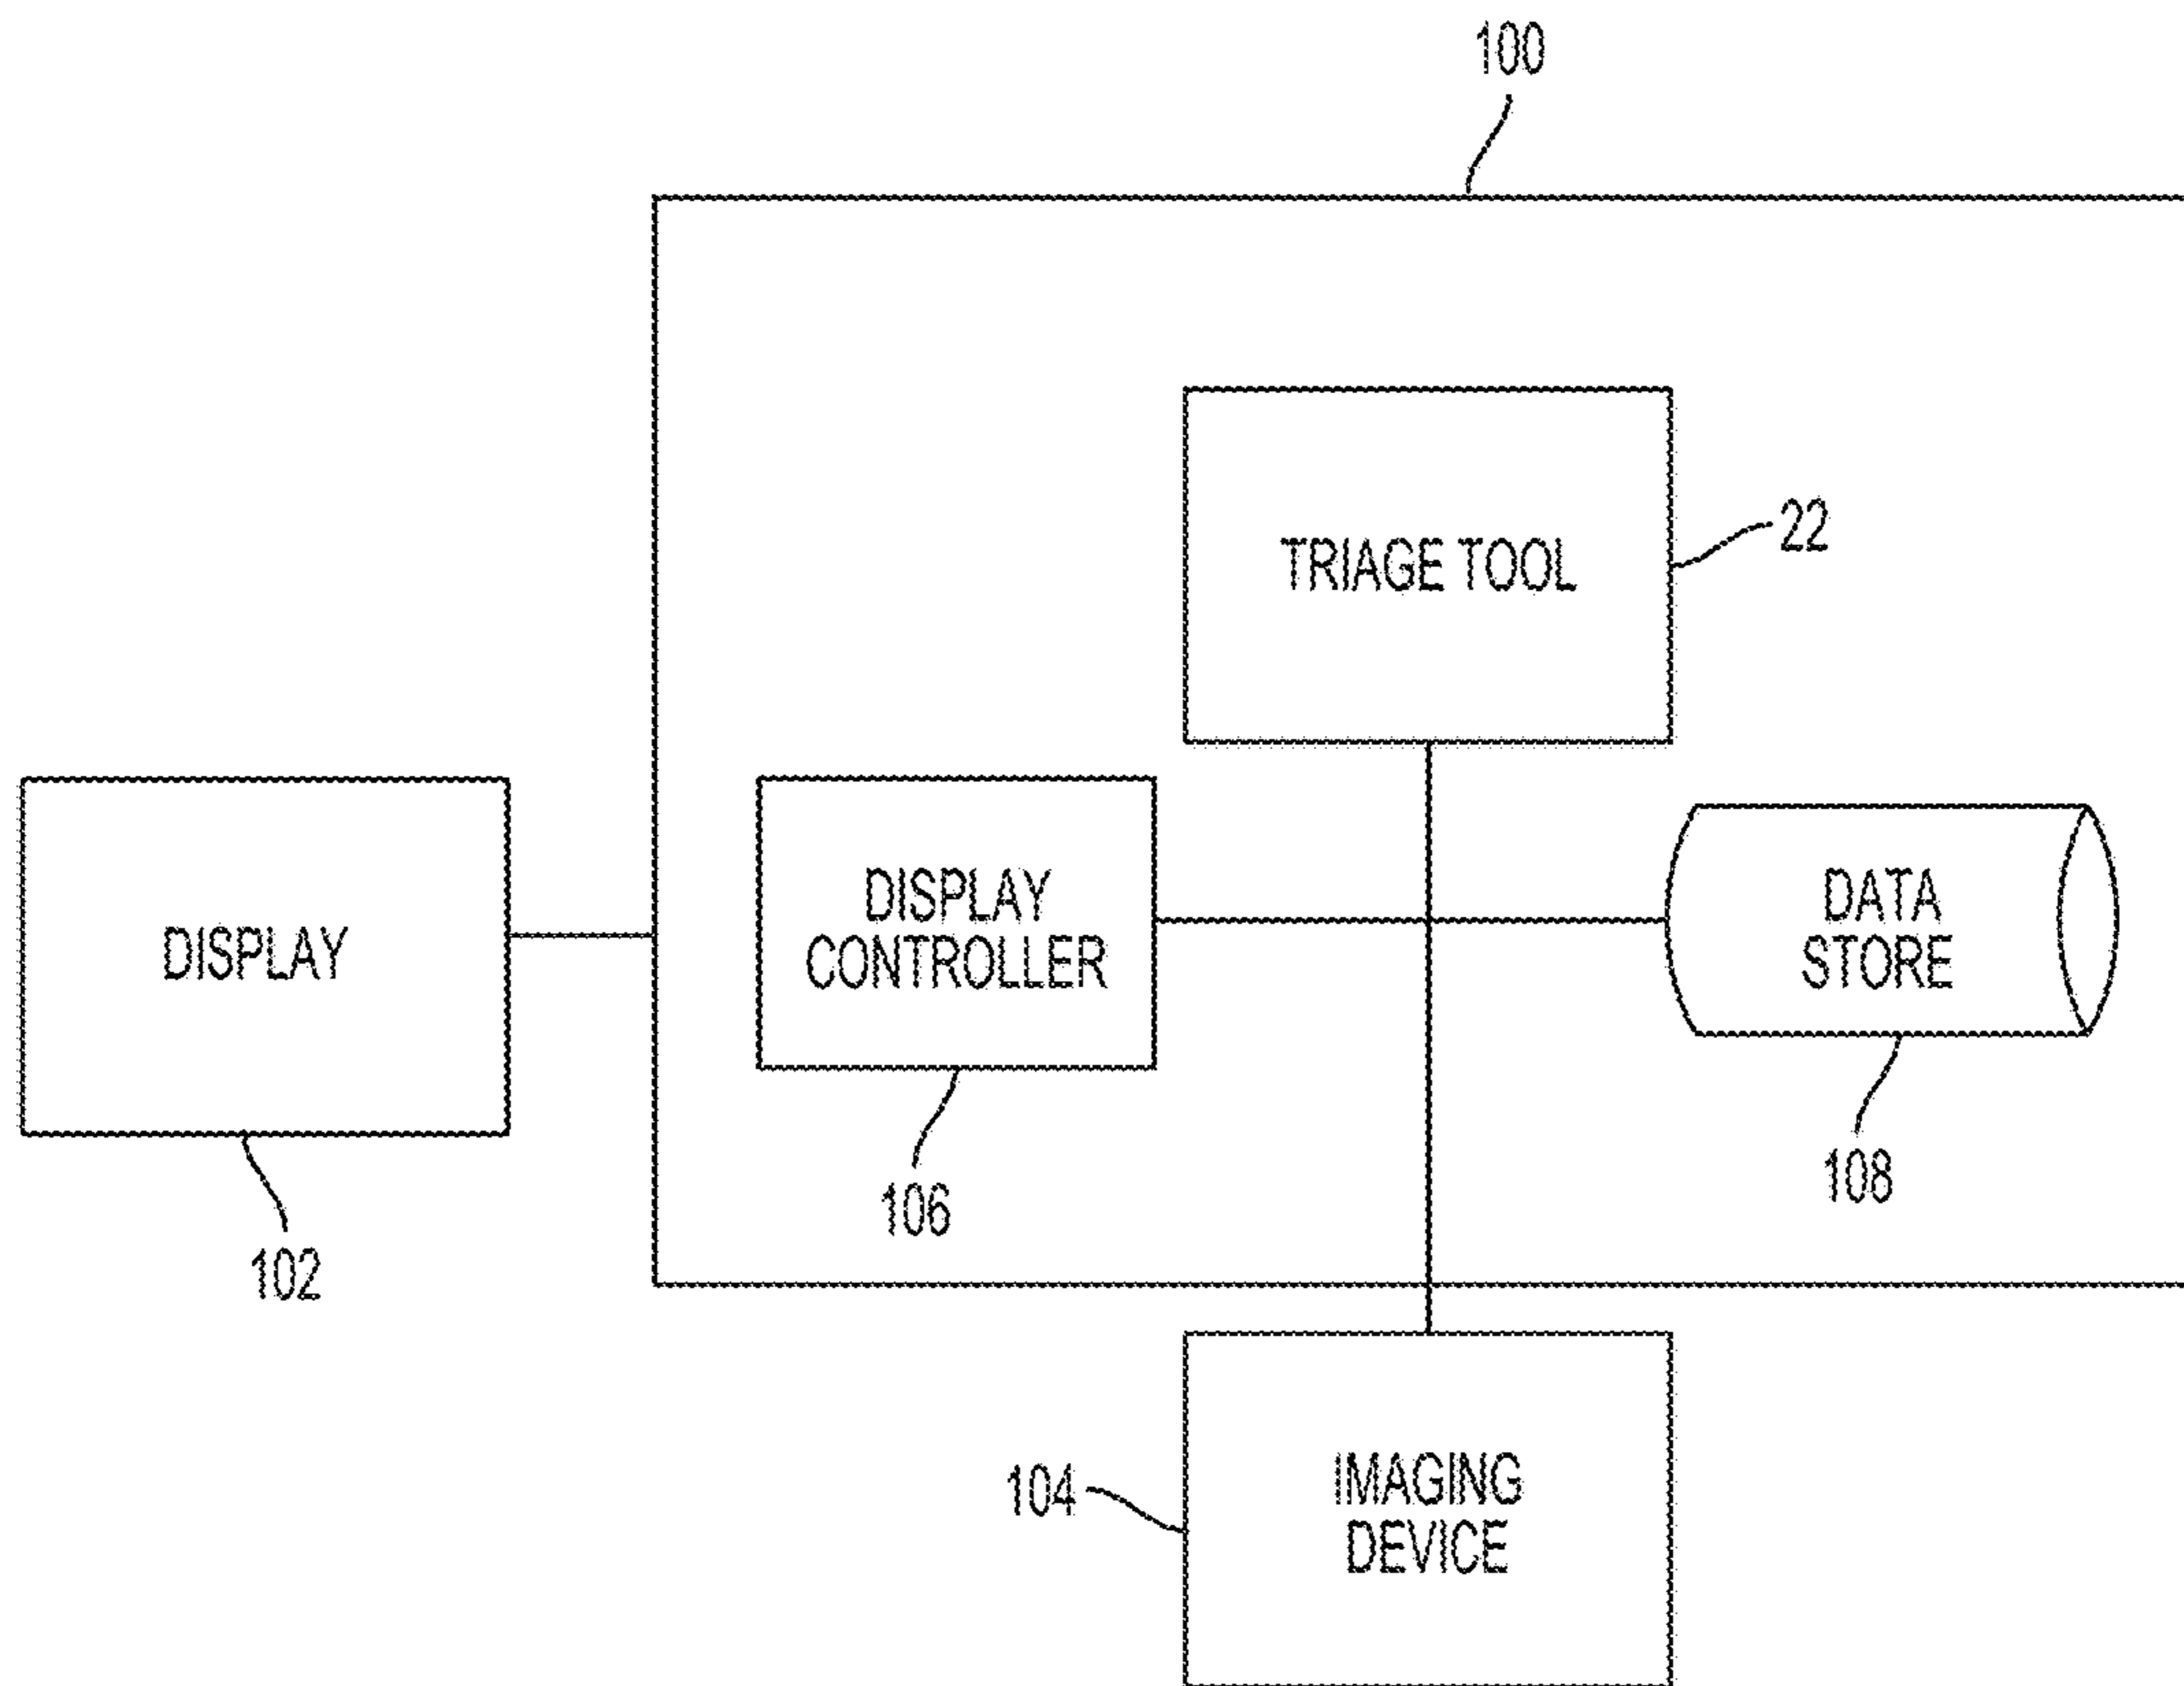 100
TRIAGE TOOL
22
DISPLAY
102
DISPLAY
CONTROLLER
106
DATA
STORE
108
104
IMAGING
DEVICE